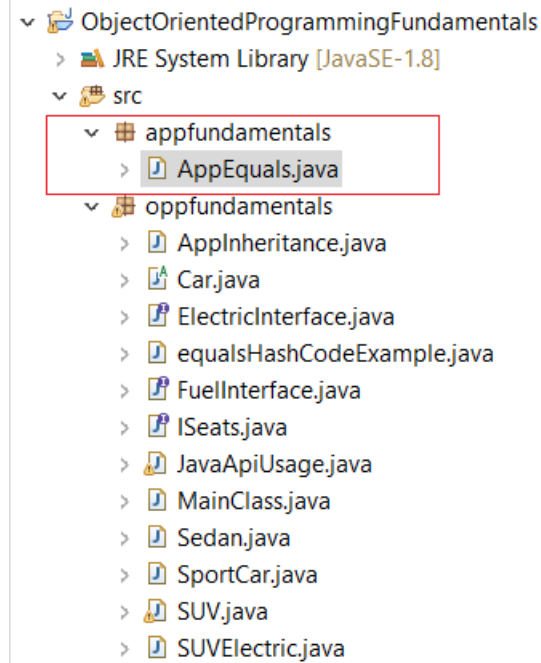 ObjectOrientedProgrammingFundamentals
JRE System Library [JavaSE-1.8]
src
appfundamentals
AppEquals.java
oppfundamentals
AppInheritance.java
Car.java
ElectricInterface.java
equalsHashCodeExample.java
FuelInterface.java
ISeats.java
JavaApiUsage.java
MainClass.java
Sedan.java
SportCar.java
SUV.java
SUVElectric.java